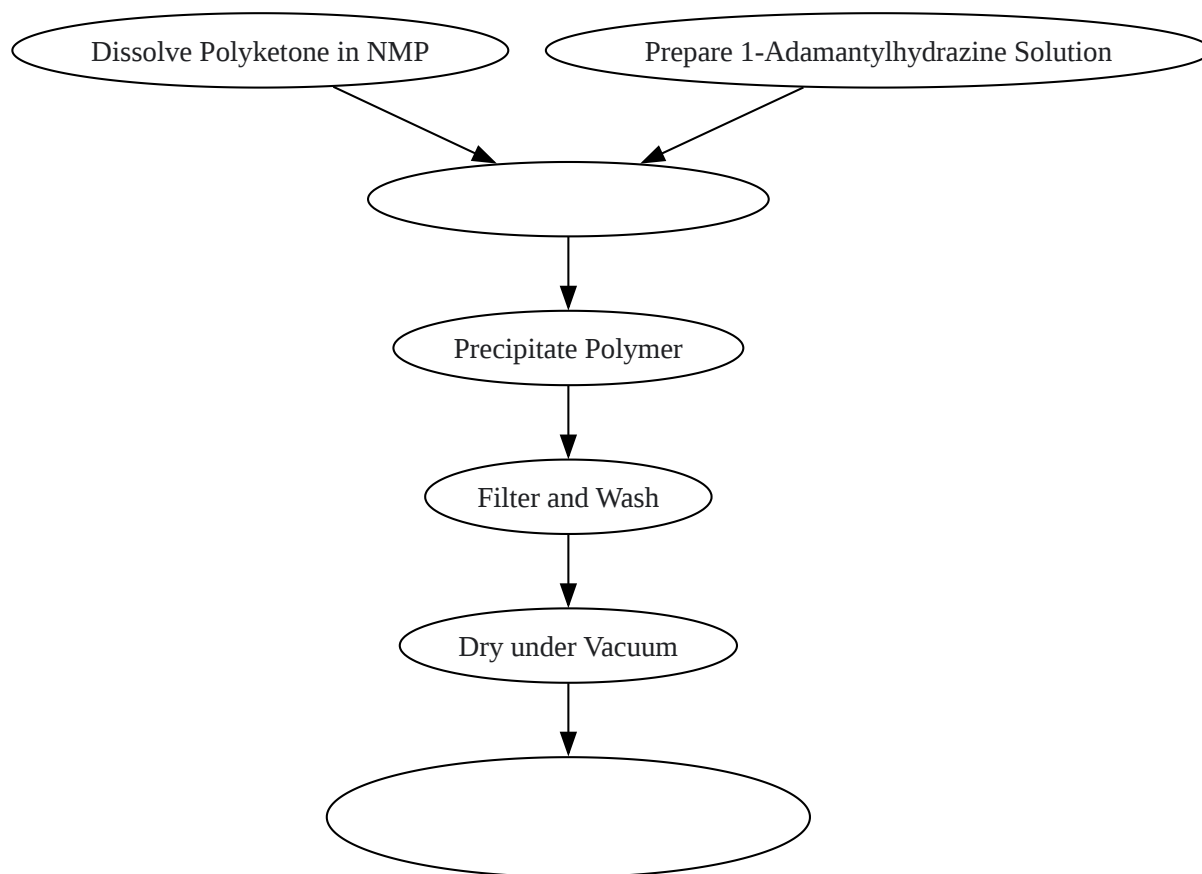 Dissolve Polyketone in NMP
Prepare 1-Adamantylhydrazine Solution
Precipitate Polymer
Filter and Wash
Dry under Vacuum